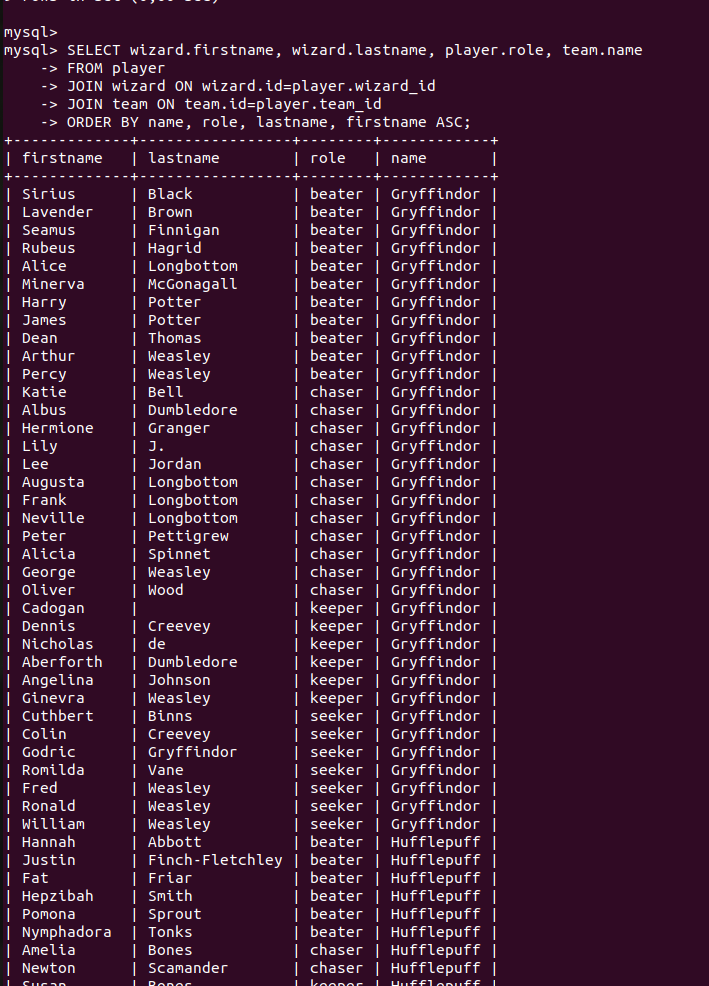 mysql>
mysql> SELECT wizard.firstname, wizard.lastname, player.role, team.name
    -> FROM player
    -> JOIN wizard ON wizard.id=player.wizard_id
    -> JOIN team ON team.id=player.team_id
    -> ORDER BY name, role, lastname, firstname ASC;
+-------------+-----------------+--------+------------+
| firstname   | lastname        | role   | name       |
+-------------+-----------------+--------+------------+
| Sirius      | Black           | beater | Gryffindor |
| Lavender    | Brown           | beater | Gryffindor |
| Seamus      | Finnigan        | beater | Gryffindor |
| Rubeus      | Hagrid          | beater | Gryffindor |
| Alice       | Longbottom      | beater | Gryffindor |
| Minerva     | McGonagall      | beater | Gryffindor |
| Harry       | Potter          | beater | Gryffindor |
| James       | Potter          | beater | Gryffindor |
| Dean        | Thomas          | beater | Gryffindor |
| Arthur      | Weasley         | beater | Gryffindor |
| Percy       | Weasley         | beater | Gryffindor |
| Katie       | Bell            | chaser | Gryffindor |
| Albus       | Dumbledore      | chaser | Gryffindor |
| Hermione    | Granger         | chaser | Gryffindor |
| Lily        | J.              | chaser | Gryffindor |
| Lee         | Jordan          | chaser | Gryffindor |
| Augusta     | Longbottom      | chaser | Gryffindor |
| Frank       | Longbottom      | chaser | Gryffindor |
| Neville     | Longbottom      | chaser | Gryffindor |
| Peter       | Pettigrew       | chaser | Gryffindor |
| Alicia      | Spinnet         | chaser | Gryffindor |
| George      | Weasley         | chaser | Gryffindor |
| Oliver      | Wood            | chaser | Gryffindor |
| Cadogan     |                 | keeper | Gryffindor |
| Dennis      | Creevey         | keeper | Gryffindor |
| Nicholas    | de              | keeper | Gryffindor |
| Aberforth   | Dumbledore      | keeper | Gryffindor |
| Angelina    | Johnson         | keeper | Gryffindor |
| Ginevra     | Weasley         | keeper | Gryffindor |
| Cuthbert    | Binns           | seeker | Gryffindor |
| Colin       | Creevey         | seeker | Gryffindor |
| Godric      | Gryffindor      | seeker | Gryffindor |
| Romilda     | Vane            | seeker | Gryffindor |
| Fred        | Weasley         | seeker | Gryffindor |
| Ronald      | Weasley         | seeker | Gryffindor |
| William     | Weasley         | seeker | Gryffindor |
| Hannah      | Abbott          | beater | Hufflepuff |
| Justin      | Finch-Fletchley | beater | Hufflepuff |
| Fat         | Friar           | beater | Hufflepuff |
| Hepzibah    | Smith           | beater | Hufflepuff |
| Pomona      | Sprout          | beater | Hufflepuff |
| Nymphadora  | Tonks           | beater | Hufflepuff |
| Amelia      | Bones           | chaser | Hufflepuff |
| Newton      | Scamander       | chaser | Hufflepuff |
| Susan       | Bones           | keeper | Hufflepuff |